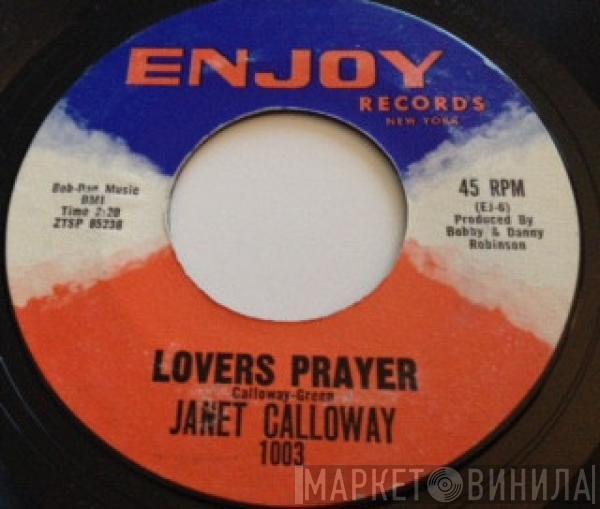 ENJOY
RECORDS
NEW YORK
Bob-Dan Music
BMI
Time 2:20
ZTSP 85238
45 RPM
(EJ-6)
Produced By
Bobby & Danny
Robinson
LOVERS PRAYER
Calloway-Green
JANET CALLOWAY
1003
МАРКЕТ ВИНИЛА